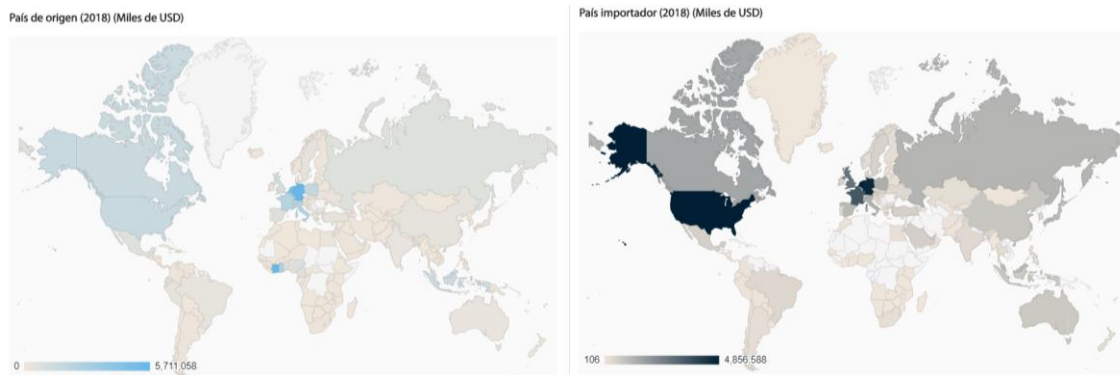 País de origen (2018) (Miles de USD)
0 5,711,058
País importador (2018) (Miles de USD)
106 4,856,588